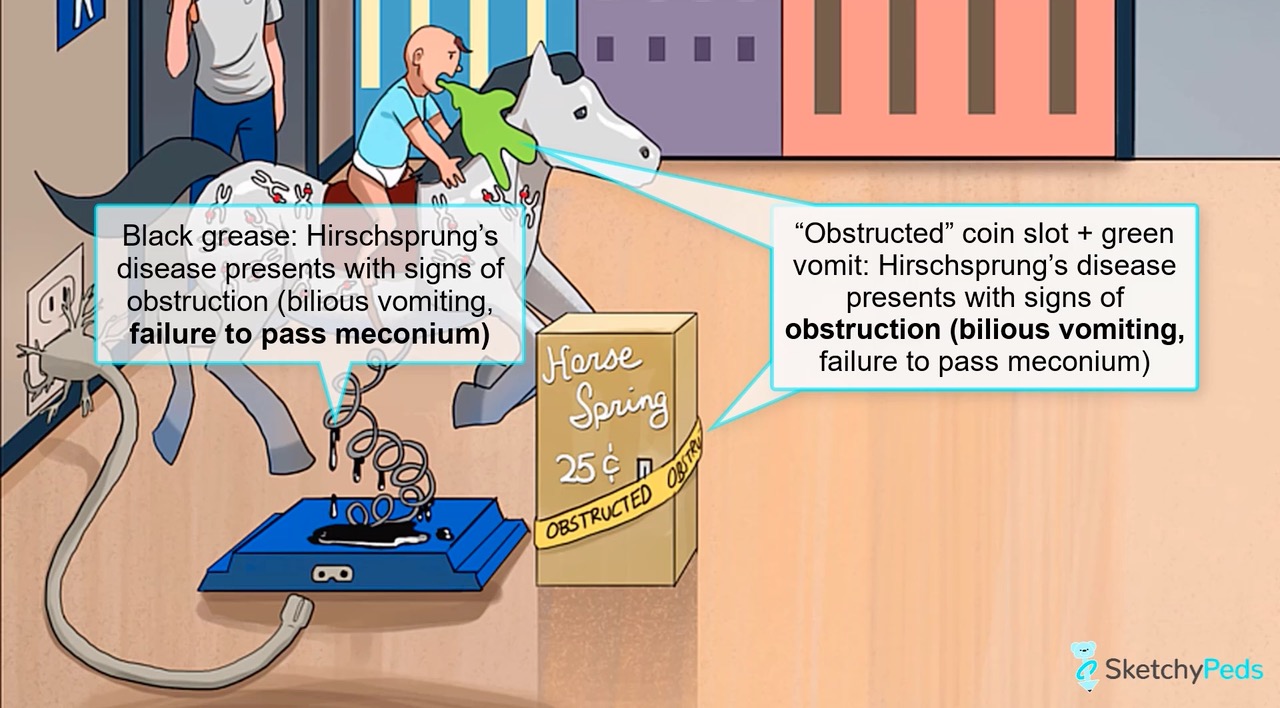 Black grease: Hirschsprung’s
disease presents with signs of
obstruction (bilious vomiting,
failure to pass meconium)
“Obstructed” coin slot + green
vomit: Hirschsprung’s disease
presents with signs of
obstruction (bilious vomiting,
failure to pass meconium)
Horse
Spring
25¢
OBSTRUCTED OBSTRU
SketchyPeds